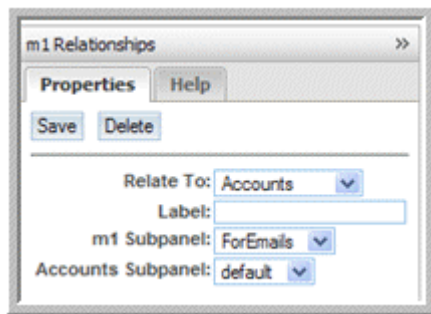 m1 Relationships »
Properties Help
Save Delete
Relate To: Accounts
Label:
m1 Subpanel: ForEmails
Accounts Subpanel: default